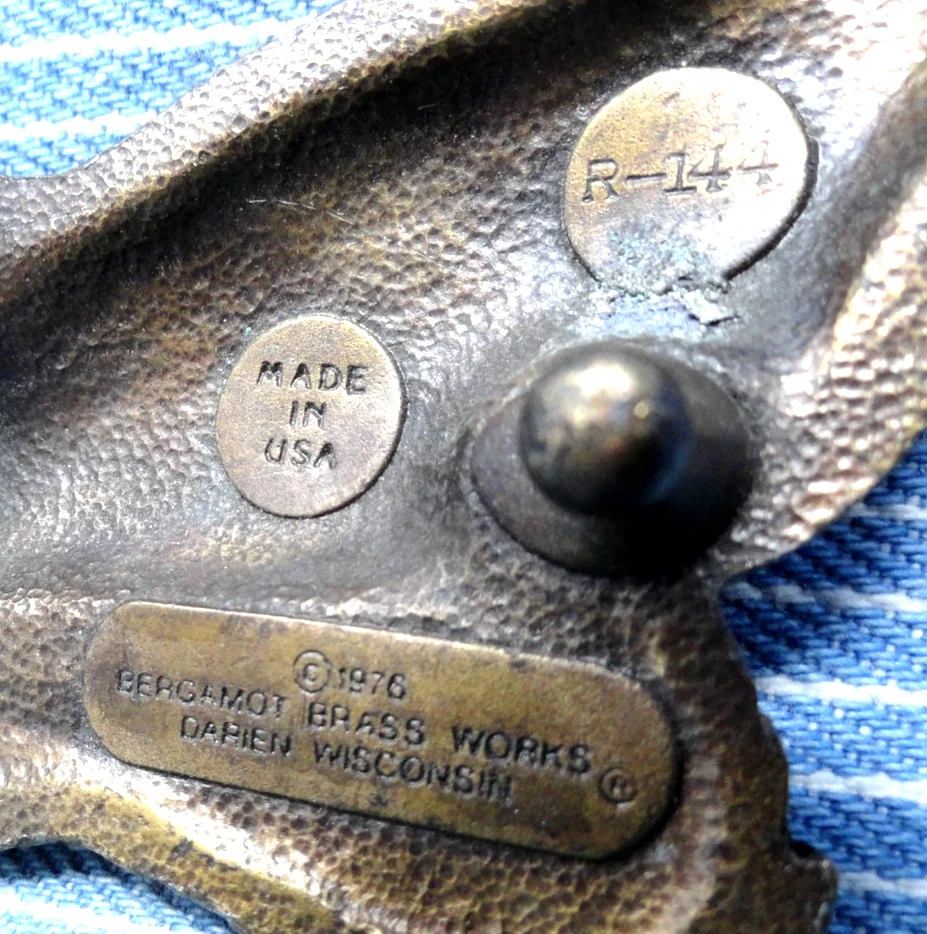 R-144
MADE
IN
USA
©1976
BERGAMOT BRASS WORKS
DARIEN WISCONSIN ®